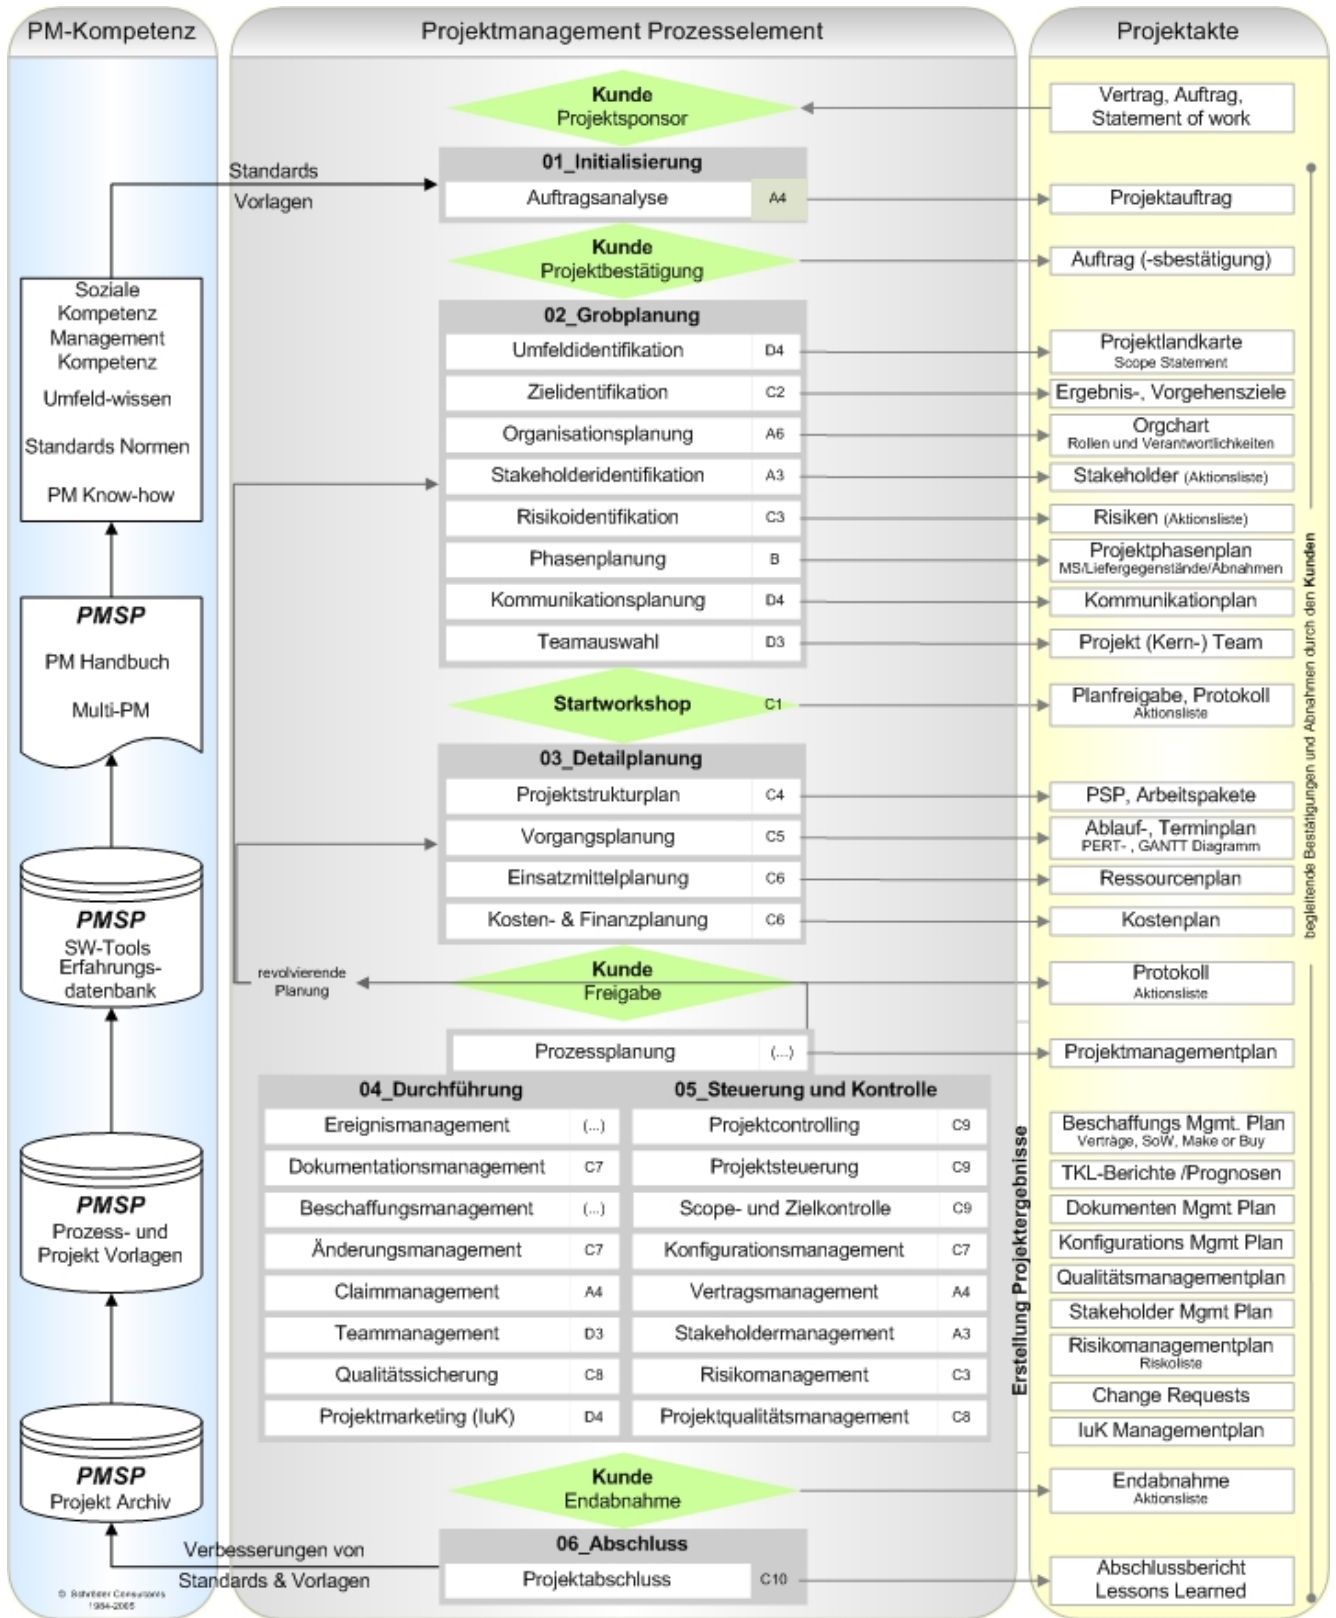 PM-Kompetenz
Projektmanagement Prozesselement
Projektakte
Kunde
Projektsponsor
Vertrag, Auftrag,
Statement of work
Standards
Vorlagen
01_Initialisierung
Auftragsanalyse A4
Projektauftrag
Kunde
Projektbestätigung
Auftrag (-sbestätigung)
Soziale
Kompetenz
Management
Kompetenz
Umfeld-wissen
Standards Normen
PM Know-how
02_Grobplanung
Umfeldidentifikation D4
Projektlandkarte
Scope Statement
Zielidentifikation C2
Ergebnis-, Vorgehensziele
Organisationsplanung A6
Orgchart
Rollen und Verantwortlichkeiten
Stakeholderidentifikation A3
Stakeholder (Aktionsliste)
Risikoidentifikation C3
Risiken (Aktionsliste)
Phasenplanung B
Projektphasenplan
MS/Liefergegenstände/Abnahmen
Kommunikationsplanung D4
Kommunikationplan
Teamauswahl D3
Projekt (Kern-) Team
PMSP
PM Handbuch
Multi-PM
Startworkshop C1
Planfreigabe, Protokoll
Aktionsliste
03_Detailplanung
Projektstrukturplan C4
PSP, Arbeitspakete
Vorgangsplanung C5
Ablauf-, Terminplan
PERT- , GANTT Diagramm
Einsatzmittelplanung C6
Ressourcenplan
Kosten- & Finanzplanung C6
Kostenplan
begleitende Bestätigungen und Abnahmen durch den Kunden
PMSP
SW-Tools
Erfahrungs-
datenbank
revolvierende
Planung
Kunde
Freigabe
Protokoll
Aktionsliste
Prozessplanung (...)
Projektmanagementplan
04_Durchführung
Ereignismanagement (...)
Dokumentationsmanagement C7
Beschaffungsmanagement (...)
Änderungsmanagement C7
Claimmanagement A4
Teammanagement D3
Qualitätssicherung C8
Projektmarketing (IuK) D4
05_Steuerung und Kontrolle
Projektcontrolling C9
Projektsteuerung C9
Scope- und Zielkontrolle C9
Konfigurationsmanagement C7
Vertragsmanagement A4
Stakeholdermanagement A3
Risikomanagement C3
Projektqualitätsmanagement C8
Erstellung Projektergebnisse
Beschaffungs Mgmt. Plan
Verträge, SoW, Make or Buy
TKL-Berichte /Prognosen
Dokumenten Mgmt Plan
Konfigurations Mgmt Plan
Qualitätsmanagementplan
Stakeholder Mgmt Plan
Risikomanagementplan
Riskoliste
Change Requests
IuK Managementplan
PMSP
Prozess- und
Projekt Vorlagen
PMSP
Projekt Archiv
Kunde
Endabnahme
Endabnahme
Aktionsliste
06_Abschluss
Projektabschluss C10
Abschlussbericht
Lessons Learned
Verbesserungen von
Standards & Vorlagen
© Schröder Consultants
1984-2005